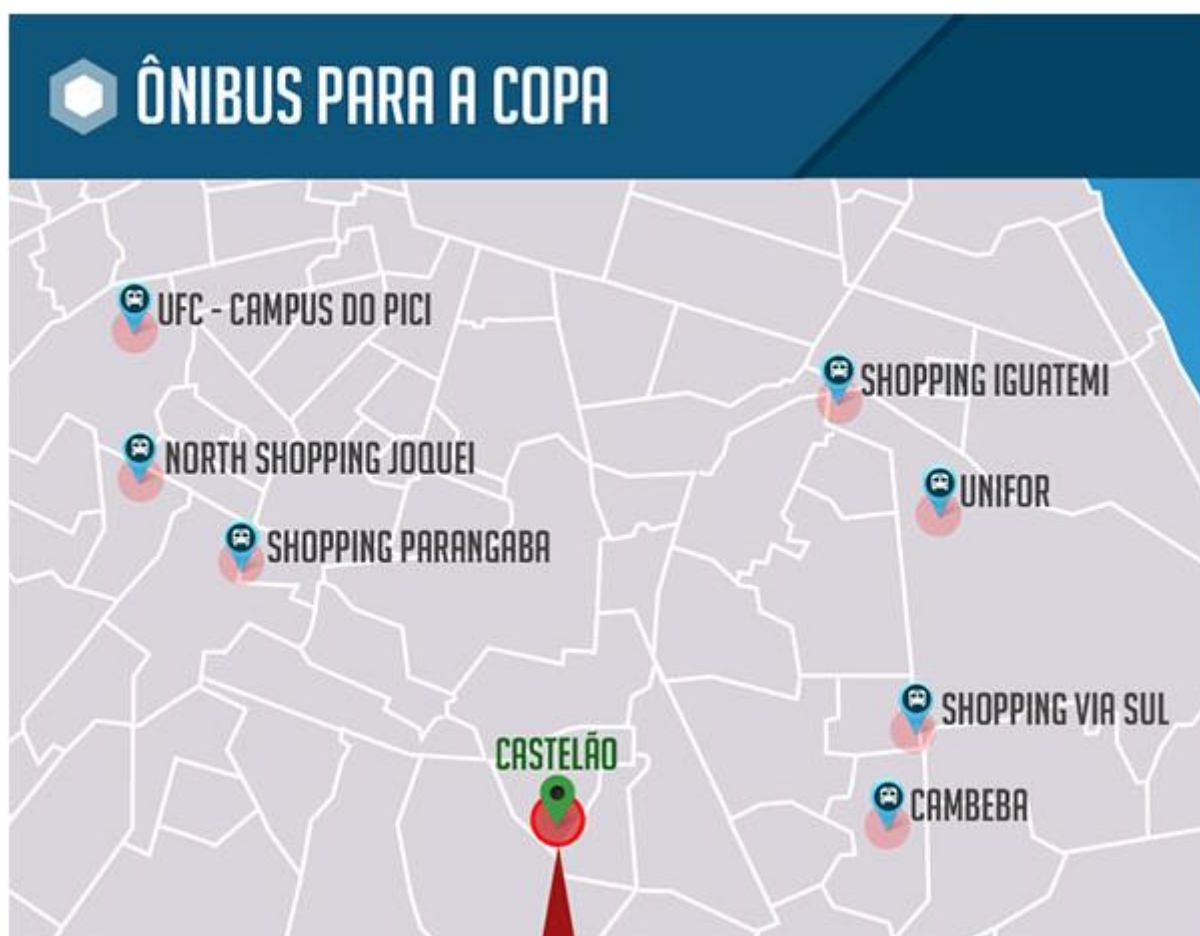 ÔNIBUS PARA A COPA
UFC - CAMPUS DO PICI
SHOPPING IGUATEMI
NORTH SHOPPING JOQUEI
UNIFOR
SHOPPING PARANGABA
SHOPPING VIA SUL
CASTELÃO
CAMBEBA